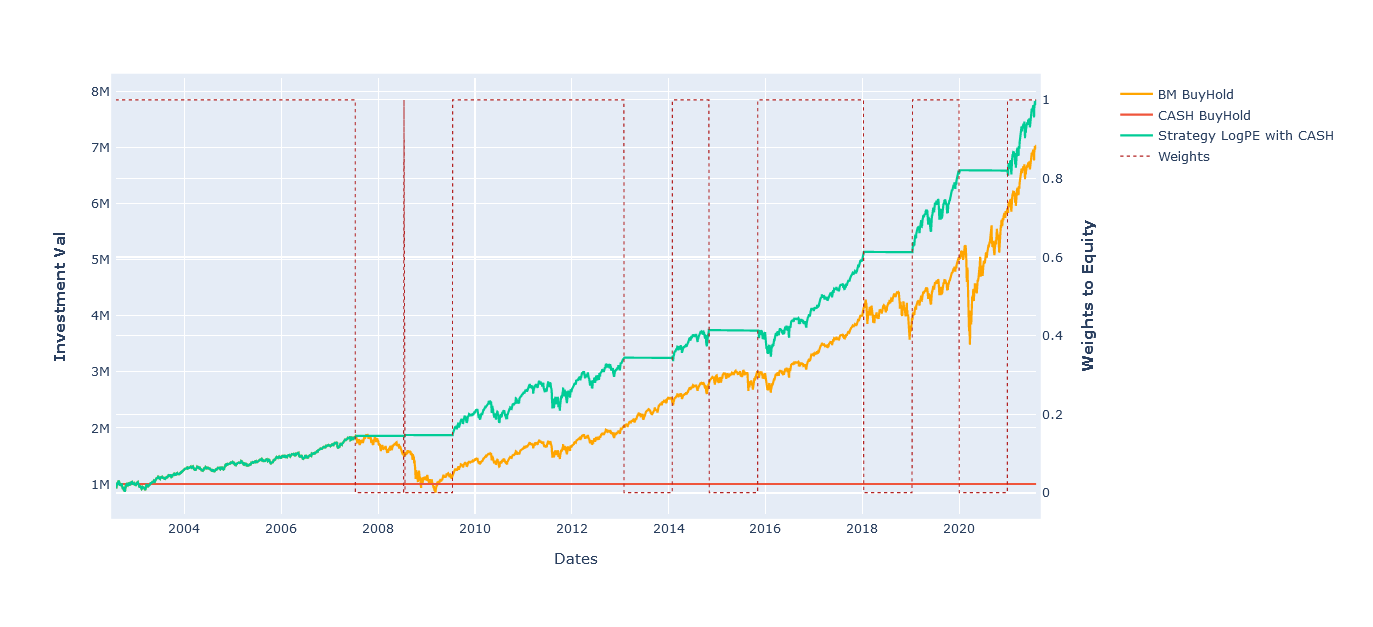 8M
7M
6M
5M
4M
3M
2M
1M
Investment Val
2004
2006
2008
2010
2012
2014
2016
2018
2020
Dates
1
0.8
0.6
0.4
0.2
0
Weights to Equity
BM BuyHold
CASH BuyHold
Strategy LogPE with CASH
Weights